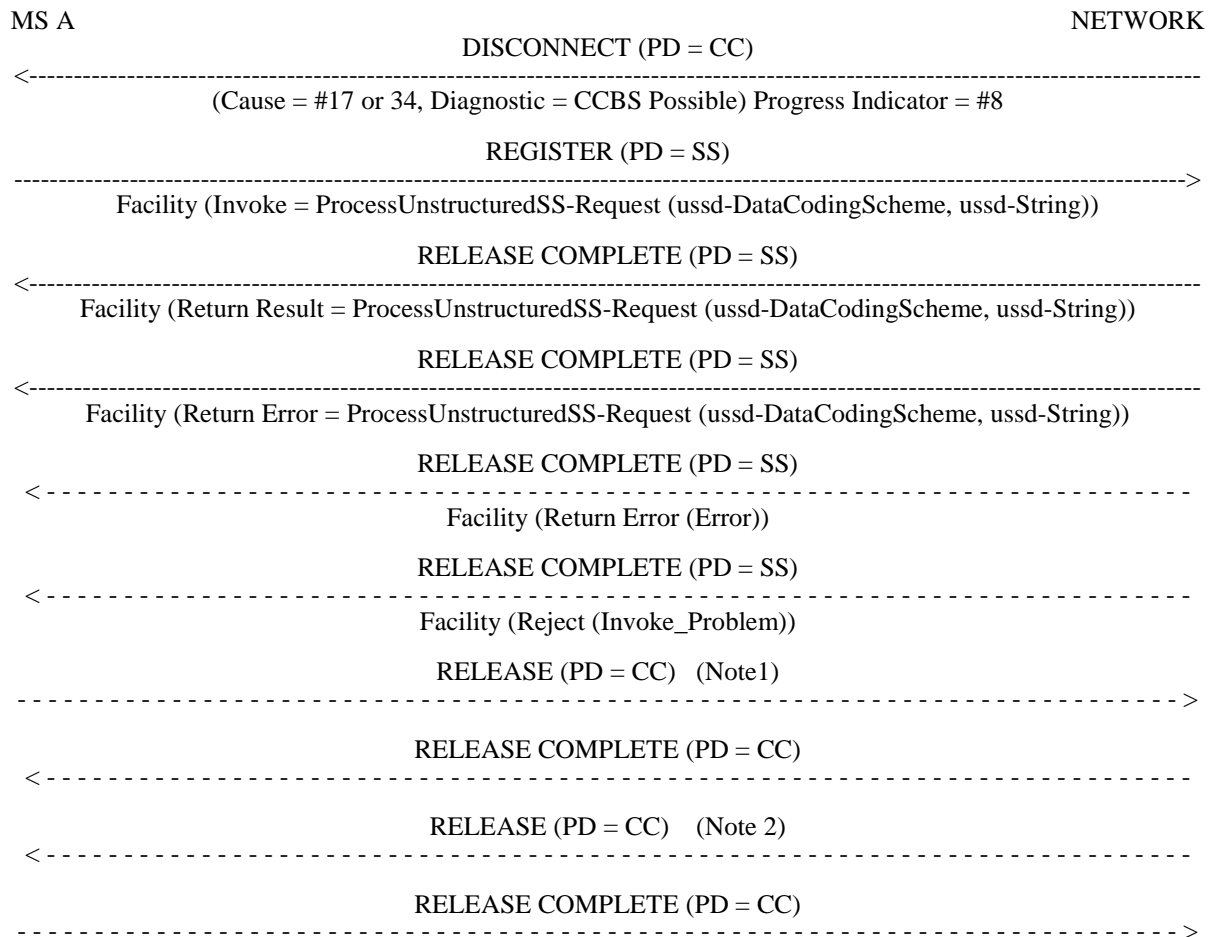 MS A NETWORK
DISCONNECT (PD = CC)
<------------------------------------------------------------------------------------------------------------------------------------
(Cause = #17 or 34, Diagnostic = CCBS Possible) Progress Indicator = #8
REGISTER (PD = SS)
------------------------------------------------------------------------------------------------------------------------------------>
Facility (Invoke = ProcessUnstructuredSS-Request (ussd-DataCodingScheme, ussd-String))
RELEASE COMPLETE (PD = SS)
<------------------------------------------------------------------------------------------------------------------------------------
Facility (Return Result = ProcessUnstructuredSS-Request (ussd-DataCodingScheme, ussd-String))
RELEASE COMPLETE (PD = SS)
<------------------------------------------------------------------------------------------------------------------------------------
Facility (Return Error = ProcessUnstructuredSS-Request (ussd-DataCodingScheme, ussd-String))
RELEASE COMPLETE (PD = SS)
< - - - - - - - - - - - - - - - - - - - - - - - - - - - - - - - - - - - - - - - - - - - - - - - - - - - - - - - - - - - - - - - - - - - - - - - - - -
Facility (Return Error (Error))
RELEASE COMPLETE (PD = SS)
< - - - - - - - - - - - - - - - - - - - - - - - - - - - - - - - - - - - - - - - - - - - - - - - - - - - - - - - - - - - - - - - - - - - - - - - - - -
Facility (Reject (Invoke_Problem))
RELEASE (PD = CC) (Note1)
- - - - - - - - - - - - - - - - - - - - - - - - - - - - - - - - - - - - - - - - - - - - - - - - - - - - - - - - - - - - - - - - - - - - - - - - - - >
RELEASE COMPLETE (PD = CC)
< - - - - - - - - - - - - - - - - - - - - - - - - - - - - - - - - - - - - - - - - - - - - - - - - - - - - - - - - - - - - - - - - - - - - - - - - - -
RELEASE (PD = CC) (Note 2)
< - - - - - - - - - - - - - - - - - - - - - - - - - - - - - - - - - - - - - - - - - - - - - - - - - - - - - - - - - - - - - - - - - - - - - - - - - -
RELEASE COMPLETE (PD = CC)
- - - - - - - - - - - - - - - - - - - - - - - - - - - - - - - - - - - - - - - - - - - - - - - - - - - - - - - - - - - - - - - - - - - - - - - - - - >